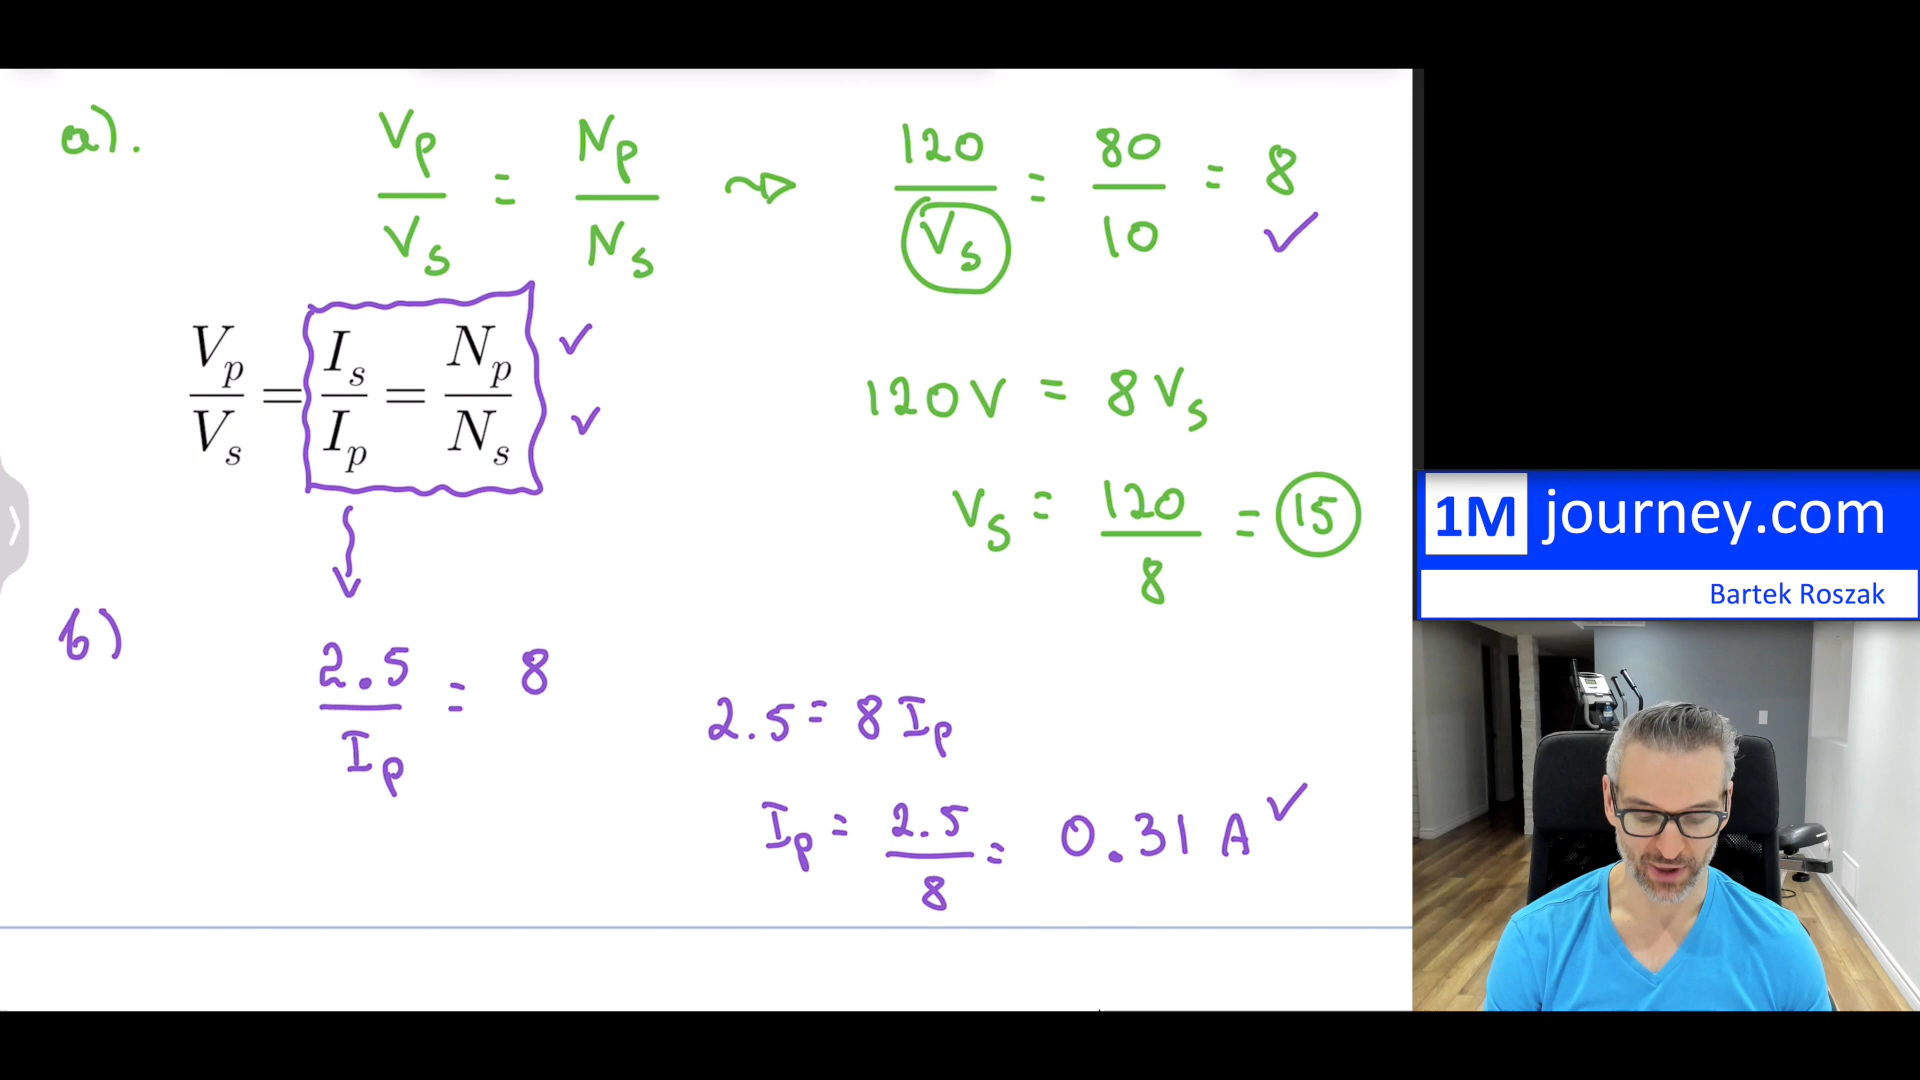 a).
Vp/Vs = Np/Ns ⇝ 120/Vs = 80/10 = 8 ✓
Vp/Vs = Is/Ip = Np/Ns ✓ ✓
120V = 8Vs
Vs = 120/8 = 15
b)
2.5/Ip = 8
2.5 = 8Ip
Ip = 2.5/8 = 0.31 A ✓
1M journey.com
Bartek Roszak